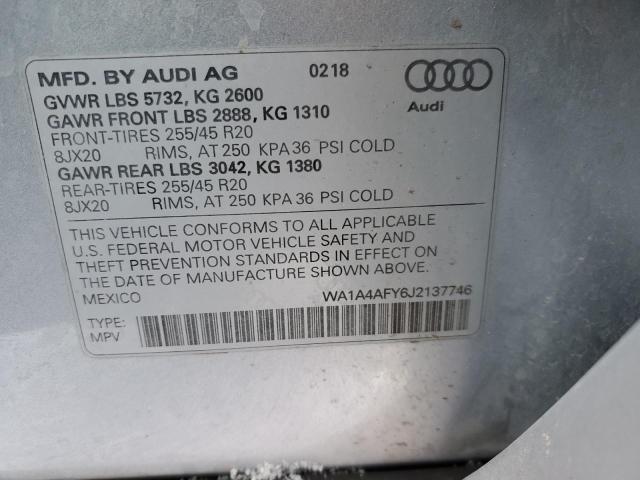 MFD. BY AUDI AG 0218
GVWR LBS 5732, KG 2600
GAWR FRONT LBS 2888, KG 1310
FRONT-TIRES 255/45 R20
8JX20 RIMS, AT 250 KPA 36 PSI COLD
GAWR REAR LBS 3042, KG 1380
REAR-TIRES 255/45 R20
8JX20 RIMS, AT 250 KPA 36 PSI COLD
Audi
THIS VEHICLE CONFORMS TO ALL APPLICABLE
U.S. FEDERAL MOTOR VEHICLE SAFETY AND
THEFT PREVENTION STANDARDS IN EFFECT ON
THE DATE OF MANUFACTURE SHOWN ABOVE.
MEXICO WA1A4AFY6J2137746
TYPE:
MPV